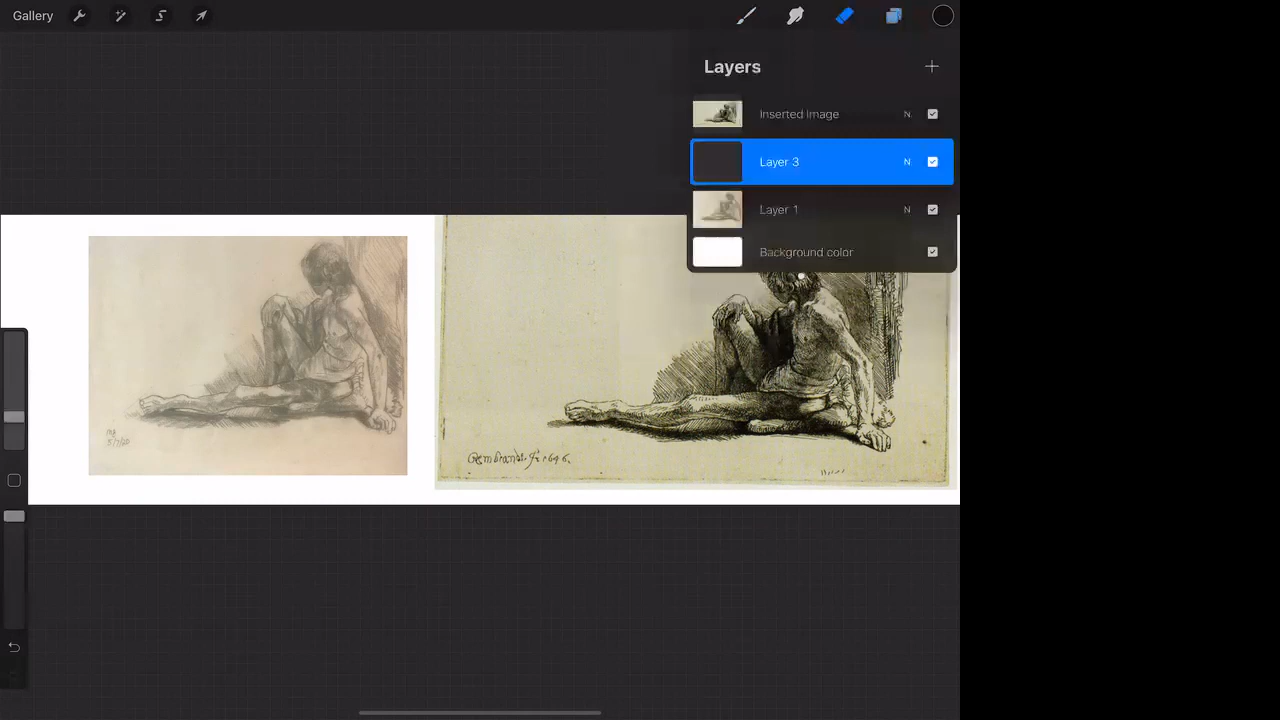 Gallery
Layers
Inserted Image N
Layer 3 N
Layer 1 N
Background color
Rembrandt. f. 1646.